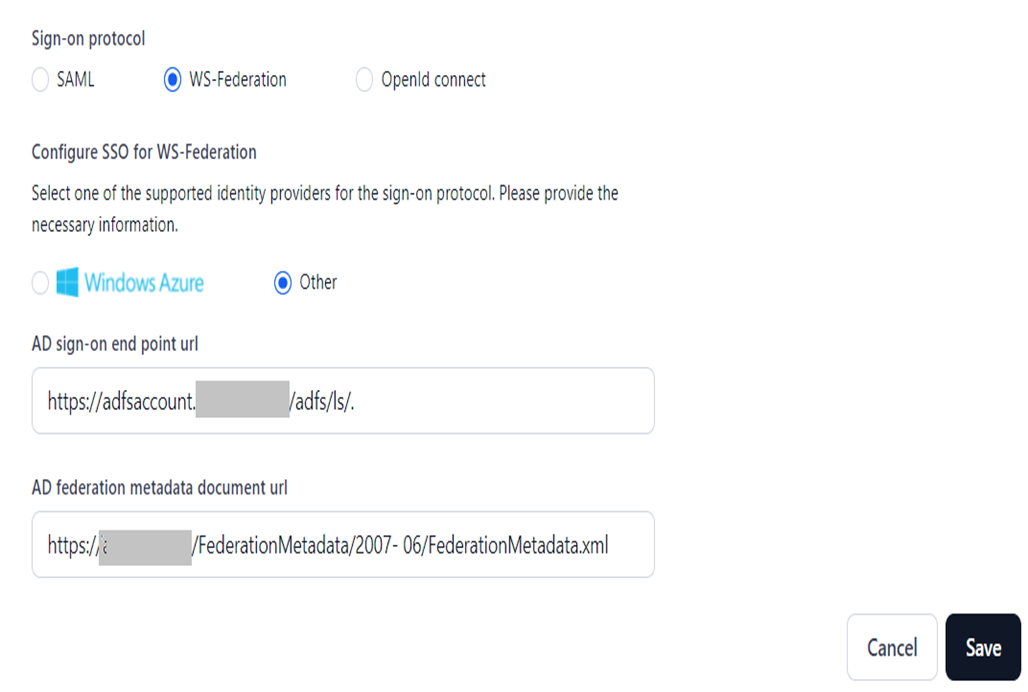 Sign-on protocol
SAML WS-Federation OpenId connect
Configure SSO for WS-Federation
Select one of the supported identity providers for the sign-on protocol. Please provide the
necessary information.
Windows Azure Other
AD sign-on end point url
https://adfsaccount. /adfs/ls/.
AD federation metadata document url
https:// /FederationMetadata/2007- 06/FederationMetadata.xml
Cancel Save